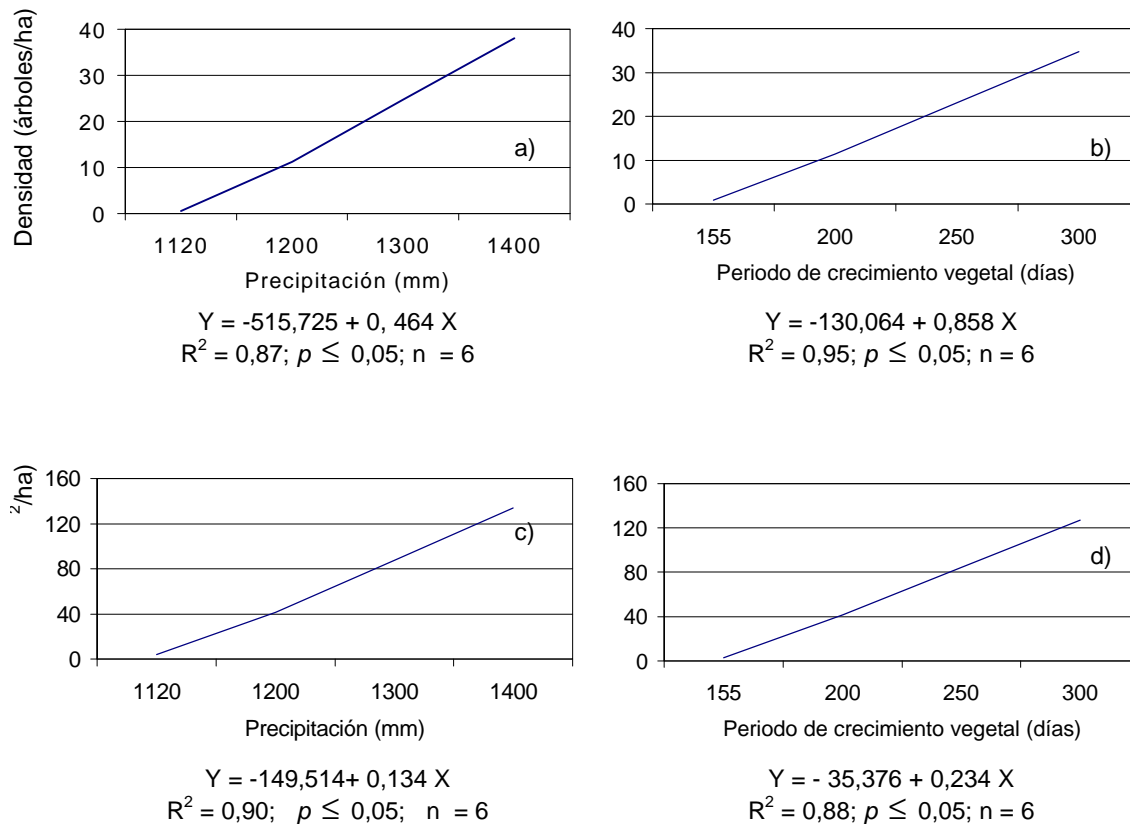 Densidad (árboles/ha)
40
30
20
10
0
a)
1120 1200 1300 1400
Precipitación (mm)
Y = -515,725 + 0, 464 X
R² = 0,87; p ≤ 0,05; n = 6
40
30
20
10
0
b)
155 200 250 300
Periodo de crecimiento vegetal (días)
Y = -130,064 + 0,858 X
R² = 0,95; p ≤ 0,05; n = 6
²/ha)
160
120
80
40
0
c)
1120 1200 1300 1400
Precipitación (mm)
Y = -149,514+ 0,134 X
R² = 0,90; p ≤ 0,05; n = 6
160
120
80
40
0
d)
155 200 250 300
Periodo de crecimiento vegetal (días)
Y = - 35,376 + 0,234 X
R² = 0,88; p ≤ 0,05; n = 6